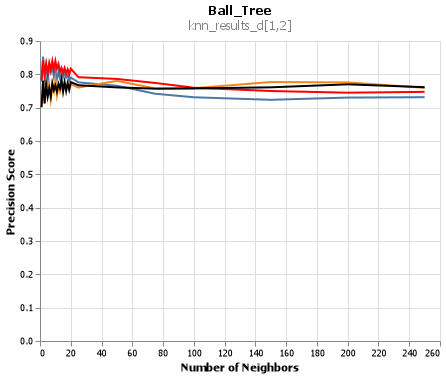 Ball_Tree
knn_results_d[1,2]
Precision Score
0.9
0.8
0.7
0.6
0.5
0.4
0.3
0.2
0.1
0.0
0 20 40 60 80 100 120 140 160 180 200 220 240 260
Number of Neighbors